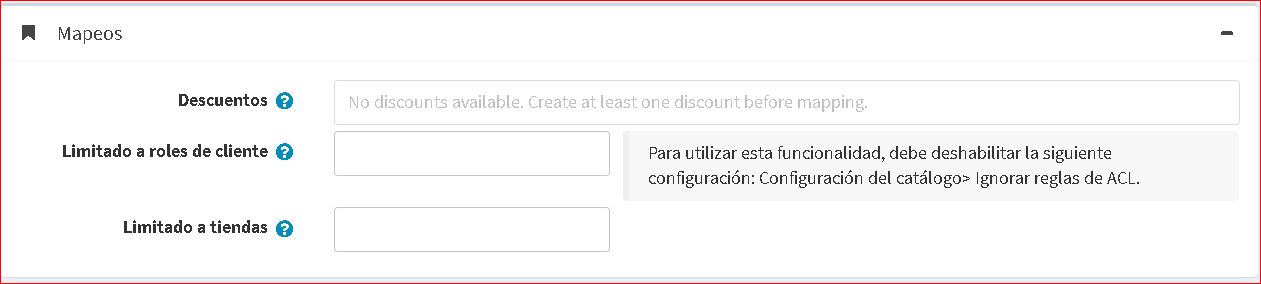 Mapeos
Descuentos ?
No discounts available. Create at least one discount before mapping.
Limitado a roles de cliente ?
Para utilizar esta funcionalidad, debe deshabilitar la siguiente
configuración: Configuración del catálogo> Ignorar reglas de ACL.
Limitado a tiendas ?